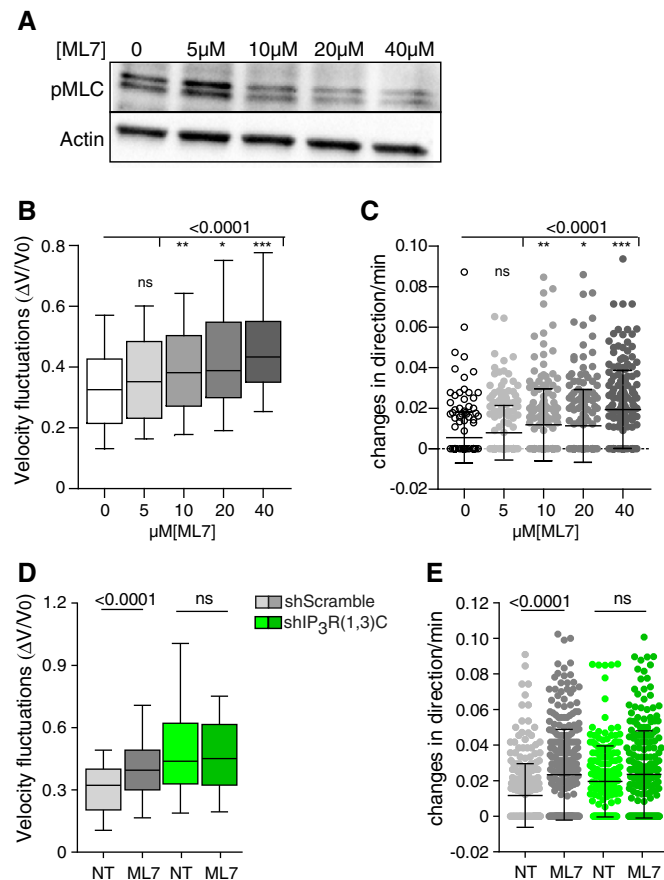 A
[ML7] 0 5μM 10μM 20μM 40μM
pMLC
Actin
B
<0.0001
ns ** * ***
Velocity fluctuations (ΔV/V0)
0.8
0.6
0.4
0.2
0
0 5 10 20 40
μM[ML7]
C
<0.0001
ns ** * ***
changes in direction/min
0.10
0.08
0.06
0.04
0.02
0
-0.02
0 5 10 20 40
μM[ML7]
D
<0.0001 ns
Velocity fluctuations (ΔV/V0)
1.2
0.9
0.6
0.3
0
NT ML7 NT ML7
shScramble
shIP3R(1,3)C
E
<0.0001 ns
changes in direction/min
0.12
0.10
0.08
0.06
0.04
0.02
0
-0.02
NT ML7 NT ML7